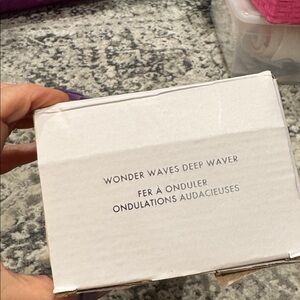 WONDER WAVES DEEP WAVER
FER À ONDULER
ONDULATIONS AUDACIEUSES